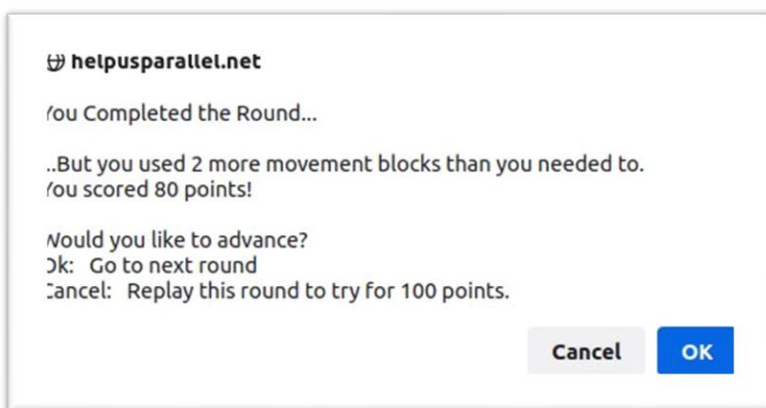 helpusparallel.net
You Completed the Round...
...But you used 2 more movement blocks than you needed to.
You scored 80 points!
Would you like to advance?
Ok: Go to next round
Cancel: Replay this round to try for 100 points.
Cancel OK